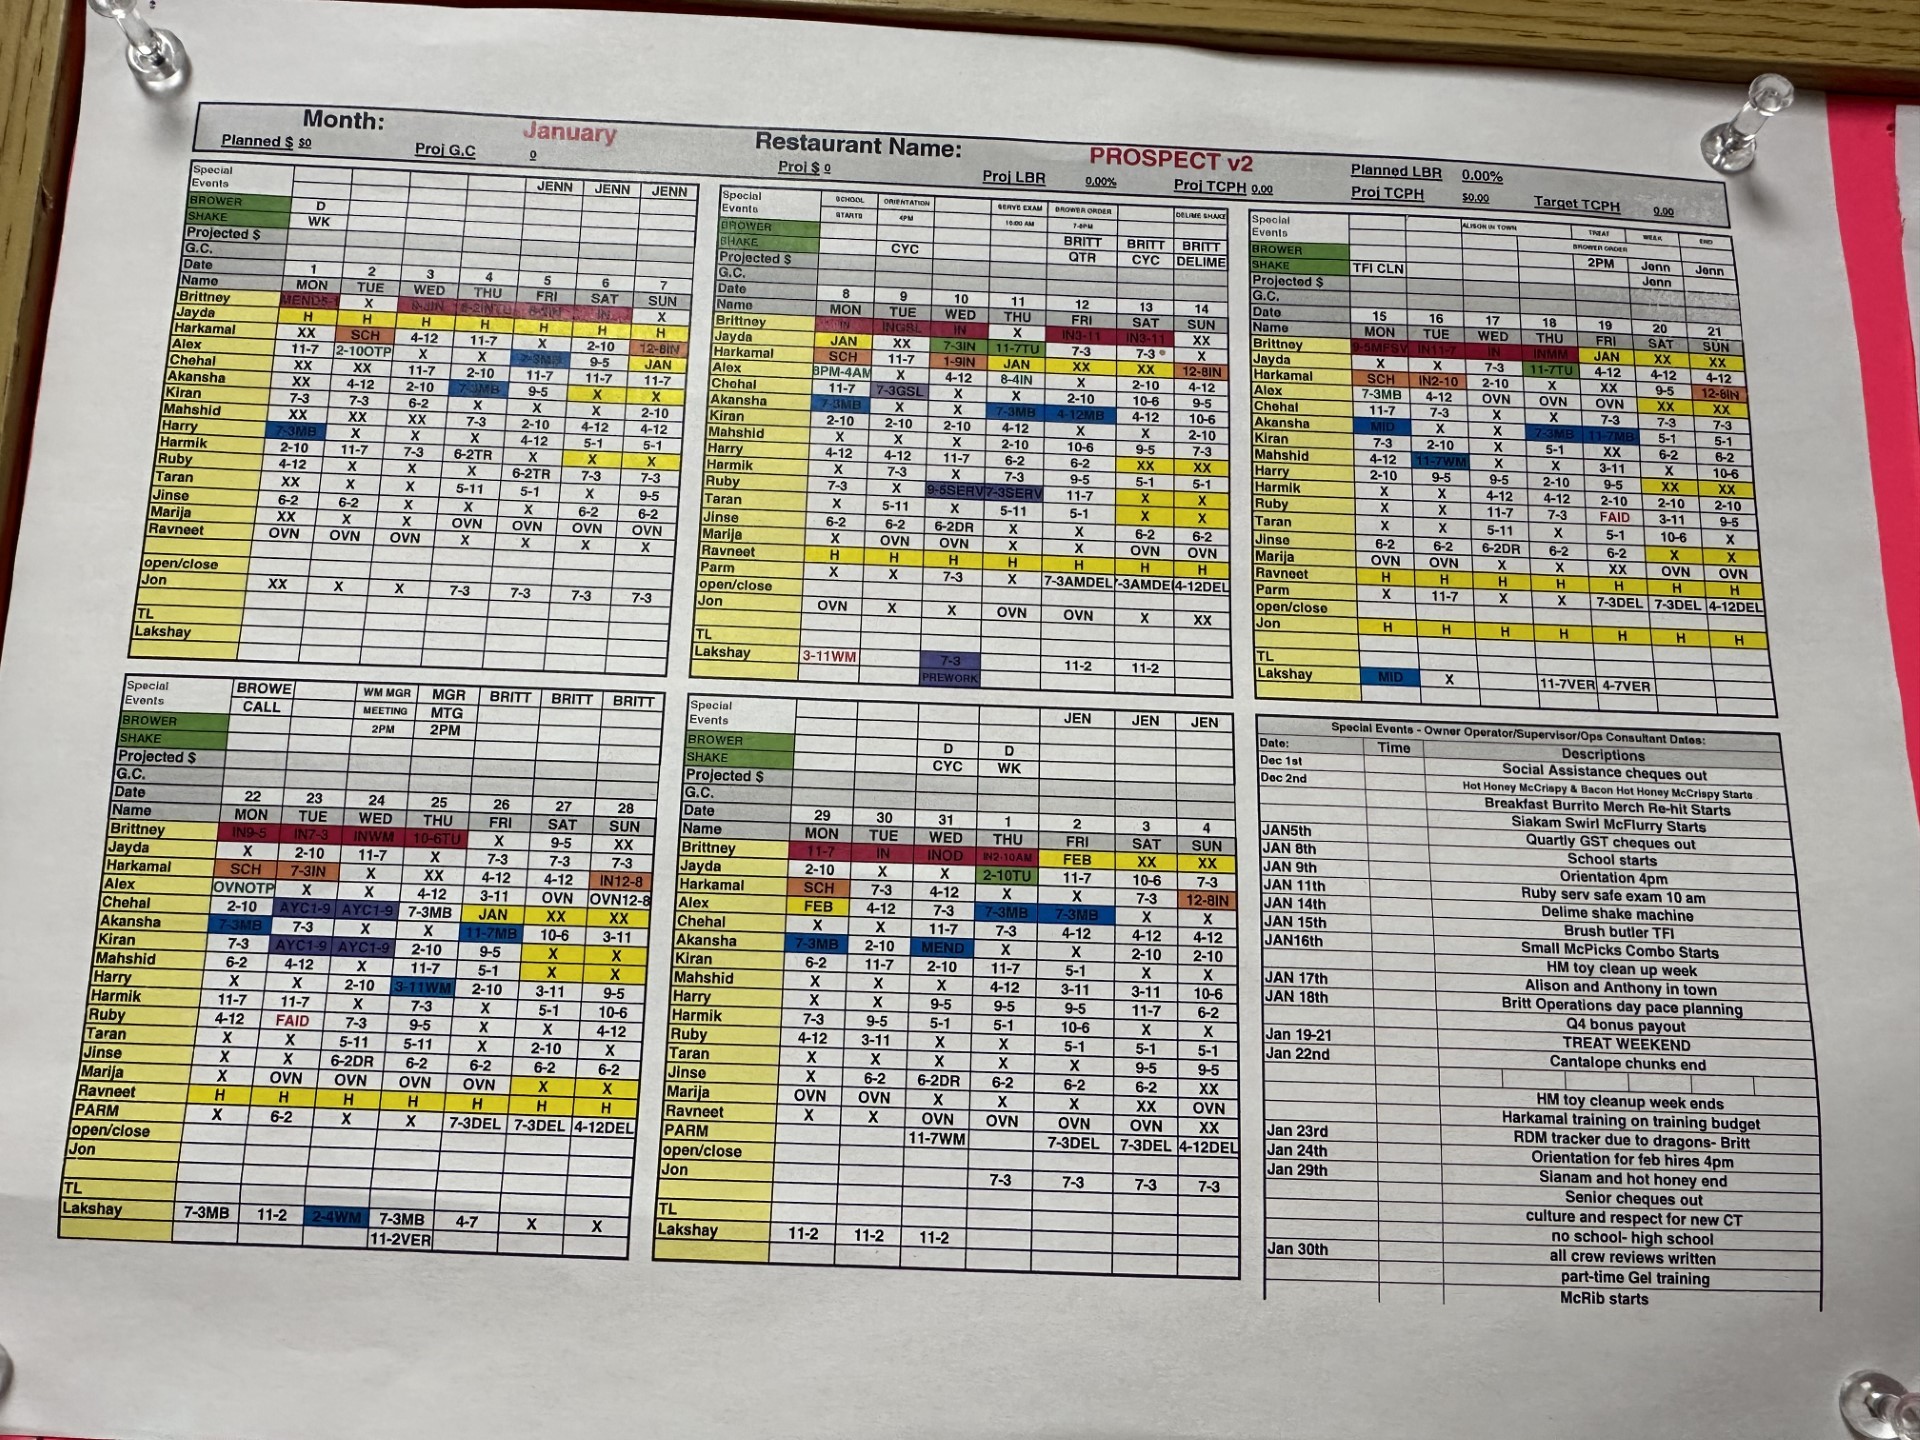 Month: January Restaurant Name: PROSPECT v2
Planned $ $0 Proj G.C 0 Proj $ 0 Proj LBR 0.00% Proj TCPH 0.00 Planned LBR 0.00%
Proj TCPH $0.00 Target TCPH 0.00
Special Events JENN JENN JENN
BROWER D
SHAKE WK
Projected $
G.C.
Date 1 2 3 4 5 6 7
Name MON TUE WED THU FRI SAT SUN
Brittney X X
Jayda H H H H H H H
Harkamal XX SCH 4-12 11-7 X 2-10 12-8IN
Alex 11-7 2-10OTP X X 7-3MB 9-5 JAN
Chehal XX XX 11-7 2-10 11-7 11-7 11-7
Akansha XX 4-12 2-10 7-3MB 9-5 X X
Kiran 7-3 7-3 6-2 X X X 2-10
Mahshid XX XX XX 7-3 2-10 4-12 4-12
Harry 7-3MB X X X 4-12 5-1 5-1
Harmik 2-10 11-7 7-3 6-2TR X X X
Ruby 4-12 X X X 6-2TR 7-3 7-3
Taran XX X X 5-11 5-1 X 9-5
Jinse 6-2 6-2 X X X 6-2 6-2
Marija XX X X OVN OVN OVN OVN
Ravneet OVN OVN OVN X X X X
open/close
Jon XX X X 7-3 7-3 7-3 7-3
TL
Lakshay
Special Events SCHOOL STARTS ORIENTATION 4PM SERVE EXAM 10:00 AM BROWER ORDER 7-8PM DELIME SHAKE
BROWER BRITT BRITT BRITT
SHAKE CYC QTR CYC DELIME
Projected $
G.C.
Date 8 9 10 11 12 13 14
Name MON TUE WED THU FRI SAT SUN
Brittney IN INGSL IN X IN3-11 IN3-11 XX
Jayda JAN XX 7-3IN 11-7TU 7-3 7-3 X
Harkamal SCH 11-7 1-9IN JAN XX XX 12-8IN
Alex 8PM-4AM X 4-12 8-4IN X 2-10 4-12
Chehal 11-7 7-3GSL X X 2-10 10-6 9-5
Akansha 7-3MB X X 7-3MB 4-12MB 4-12 10-6
Kiran 2-10 2-10 2-10 4-12 X X 2-10
Mahshid X X X 2-10 10-6 9-5 7-3
Harry 4-12 4-12 11-7 6-2 6-2 XX XX
Harmik X 7-3 X 7-3 9-5 5-1 5-1
Ruby 7-3 X 9-5SERV 7-3SERV 11-7 X X
Taran X 5-11 X 5-11 5-1 X X
Jinse 6-2 6-2 6-2DR X X 6-2 6-2
Marija X OVN OVN X X OVN OVN
Ravneet H H H H H H H
Parm X X 7-3 X 7-3AMDEL 7-3AMDEL 4-12DEL
open/close
Jon OVN X X OVN OVN X XX
TL
Lakshay 3-11WM 7-3 PREWORK 11-2 11-2
Special Events ALISON IN TOWN TREAT WEEK END
BROWER BROWER ORDER
SHAKE TFI CLN 2PM Jenn Jenn
Projected $ Jenn
G.C.
Date 15 16 17 18 19 20 21
Name MON TUE WED THU FRI SAT SUN
Brittney 9-5MFSV IN11-7 IN INMM JAN XX XX
Jayda X X 7-3 11-7TU 4-12 4-12 4-12
Harkamal SCH IN2-10 2-10 X XX 9-5 12-8IN
Alex 7-3MB 4-12 OVN OVN OVN XX XX
Chehal 11-7 7-3 X X 7-3 7-3 7-3
Akansha MID X X 7-3MB 11-7MB 5-1 5-1
Kiran 7-3 2-10 X 5-1 XX 6-2 6-2
Mahshid 4-12 11-7WM X X 3-11 X 10-6
Harry 2-10 9-5 9-5 2-10 9-5 XX XX
Harmik X X 4-12 4-12 2-10 2-10 2-10
Ruby X X 11-7 7-3 FAID 3-11 9-5
Taran X X 5-11 X 5-1 10-6 X
Jinse 6-2 6-2 6-2DR 6-2 6-2 X X
Marija OVN OVN X X XX OVN OVN
Ravneet H H H H H H H
Parm X 11-7 X X 7-3DEL 7-3DEL 4-12DEL
open/close
Jon H H H H H H H
TL
Lakshay MID X 11-7VER 4-7VER
Special Events BROWE CALL WM MGR MEETING 2PM MGR MTG 2PM BRITT BRITT BRITT
BROWER
SHAKE
Projected $
G.C.
Date 22 23 24 25 26 27 28
Name MON TUE WED THU FRI SAT SUN
Brittney IN9-5 IN7-3 INWM 10-6TU X 9-5 XX
Jayda X 2-10 11-7 X 7-3 7-3 7-3
Harkamal SCH 7-3IN X XX 4-12 4-12 IN12-8
Alex OVNOTP X X 4-12 3-11 OVN OVN12-8
Chehal 2-10 AYC1-9 AYC1-9 7-3MB JAN XX XX
Akansha 7-3MB 7-3 X X 11-7MB 10-6 3-11
Kiran 7-3 AYC1-9 AYC1-9 2-10 9-5 X X
Mahshid 6-2 4-12 X 11-7 5-1 X X
Harry X X 2-10 3-11WM 2-10 3-11 9-5
Harmik 11-7 11-7 X 7-3 X 5-1 10-6
Ruby 4-12 FAID 7-3 9-5 X X 4-12
Taran X X 5-11 5-11 X 2-10 X
Jinse X X 6-2DR 6-2 6-2 6-2 6-2
Marija X OVN OVN OVN OVN X X
Ravneet H H H H H H H
PARM X 6-2 X X 7-3DEL 7-3DEL 4-12DEL
open/close
Jon
TL
Lakshay 7-3MB 11-2 2-4WM 7-3MB 4-7 X X
11-2VER
Special Events JEN JEN JEN
BROWER D D
SHAKE CYC WK
Projected $
G.C.
Date 29 30 31 1 2 3 4
Name MON TUE WED THU FRI SAT SUN
Brittney 11-7 IN INOD IN2-10AM FEB XX XX
Jayda 2-10 X X 2-10TU 11-7 10-6 7-3
Harkamal SCH 7-3 4-12 X X 7-3 12-8IN
Alex FEB 4-12 7-3 7-3MB 7-3MB X X
Chehal X X 11-7 7-3 4-12 4-12 4-12
Akansha 7-3MB 2-10 MEND X X 2-10 2-10
Kiran 6-2 11-7 2-10 11-7 5-1 X X
Mahshid X X X 4-12 3-11 3-11 10-6
Harry X X 9-5 9-5 9-5 11-7 6-2
Harmik 7-3 9-5 5-1 5-1 10-6 X X
Ruby 4-12 3-11 X X 5-1 5-1 5-1
Taran X X X X X 9-5 9-5
Jinse X 6-2 6-2DR 6-2 6-2 6-2 XX
Marija OVN OVN X X X XX OVN
Ravneet X X OVN OVN OVN OVN XX
PARM 11-7WM 7-3DEL 7-3DEL 4-12DEL
open/close
Jon 7-3 7-3 7-3 7-3
TL
Lakshay 11-2 11-2 11-2
Special Events - Owner Operator/Supervisor/Ops Consultant Dates:
Date: Time Descriptions
Dec 1st Social Assistance cheques out
Dec 2nd Hot Honey McCrispy & Bacon Hot Honey McCrispy Starts
Breakfast Burrito Merch Re-hit Starts
Siakam Swirl McFlurry Starts
JAN5th Quartly GST cheques out
JAN 8th School starts
JAN 9th Orientation 4pm
JAN 11th Ruby serv safe exam 10 am
JAN 14th Delime shake machine
JAN 15th Brush butler TFI
JAN16th Small McPicks Combo Starts
HM toy clean up week
JAN 17th Alison and Anthony in town
JAN 18th Britt Operations day pace planning
Q4 bonus payout
Jan 19-21 TREAT WEEKEND
Jan 22nd Cantalope chunks end
HM toy cleanup week ends
Harkamal training on training budget
Jan 23rd RDM tracker due to dragons- Britt
Jan 24th Orientation for feb hires 4pm
Jan 29th Sianam and hot honey end
Senior cheques out
culture and respect for new CT
no school- high school
Jan 30th all crew reviews written
part-time Gel training
McRib starts